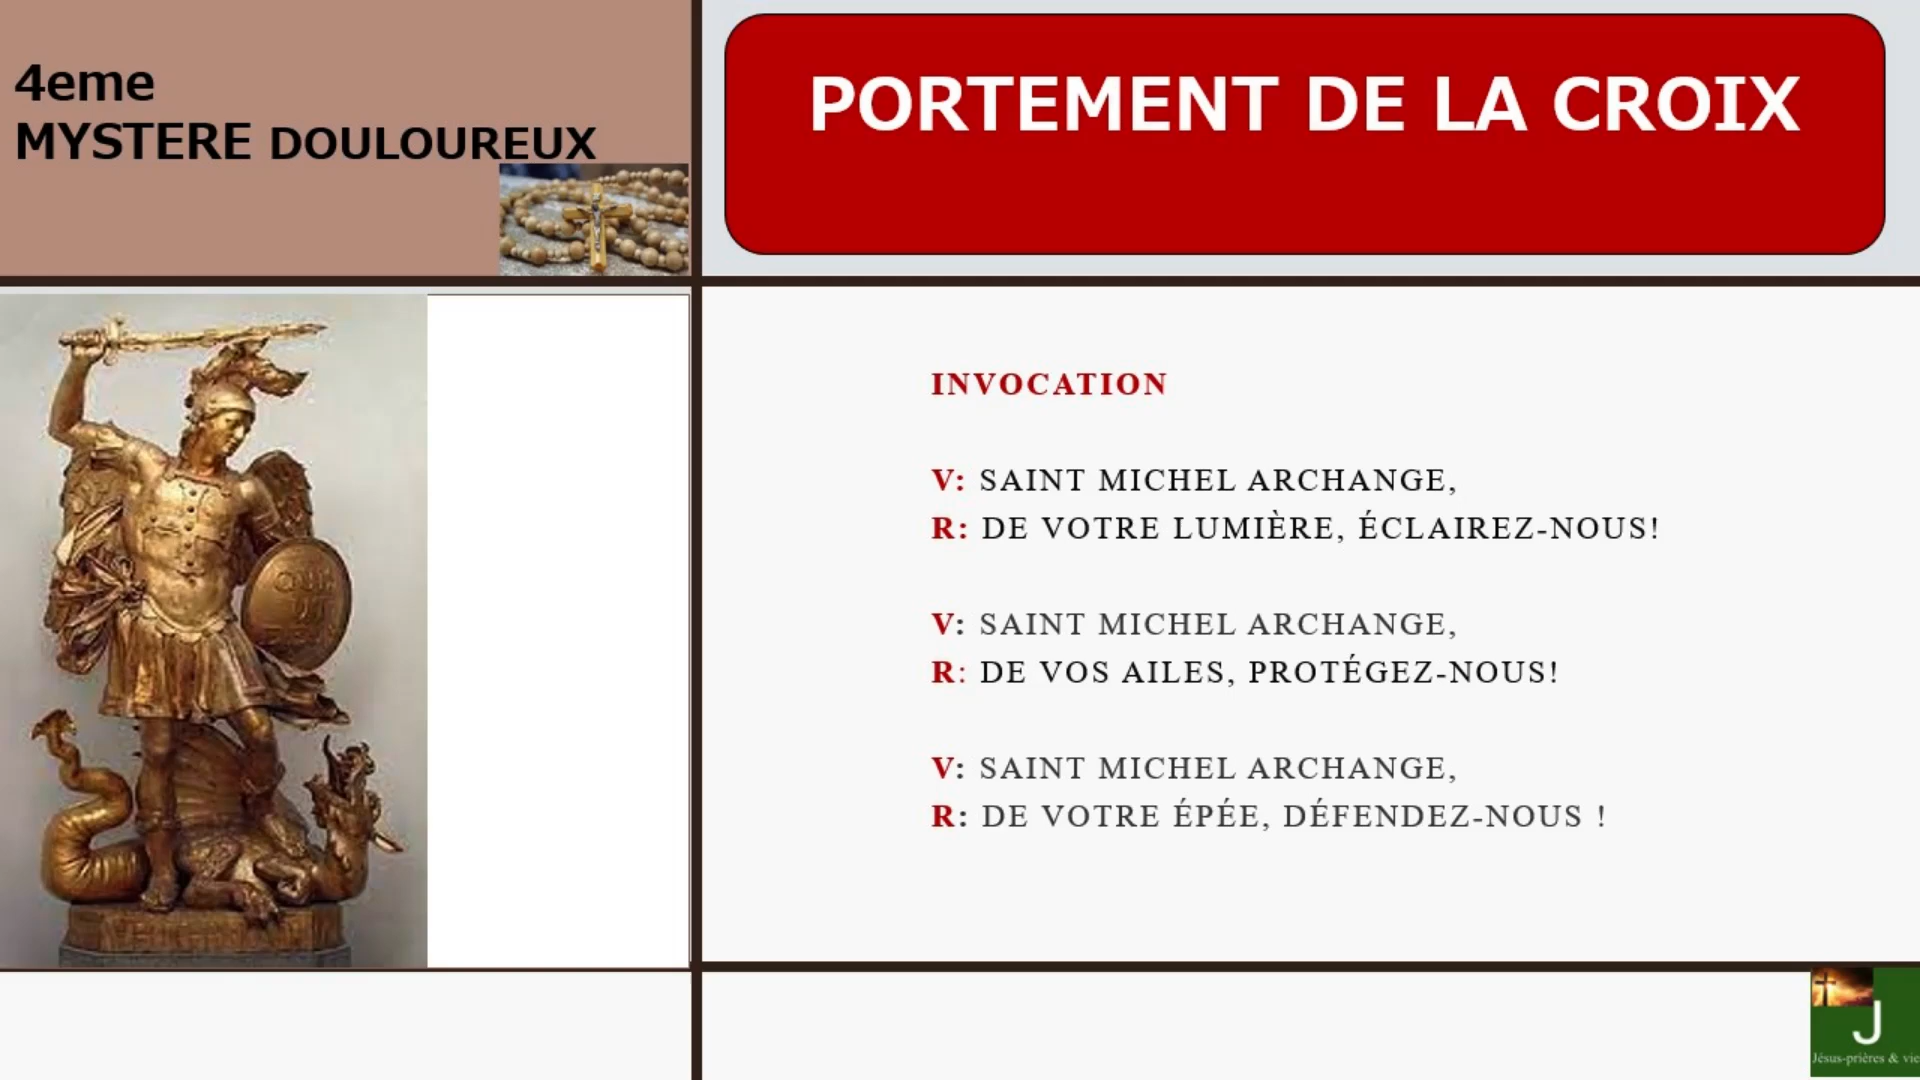 4eme
MYSTERE DOULOUREUX
PORTEMENT DE LA CROIX
INVOCATION
V: SAINT MICHEL ARCHANGE,
R: DE VOTRE LUMIÈRE, ÉCLAIREZ-NOUS!
V: SAINT MICHEL ARCHANGE,
R: DE VOS AILES, PROTÉGEZ-NOUS!
V: SAINT MICHEL ARCHANGE,
R: DE VOTRE ÉPÉE, DÉFENDEZ-NOUS !
J
Jésus-prières & vie